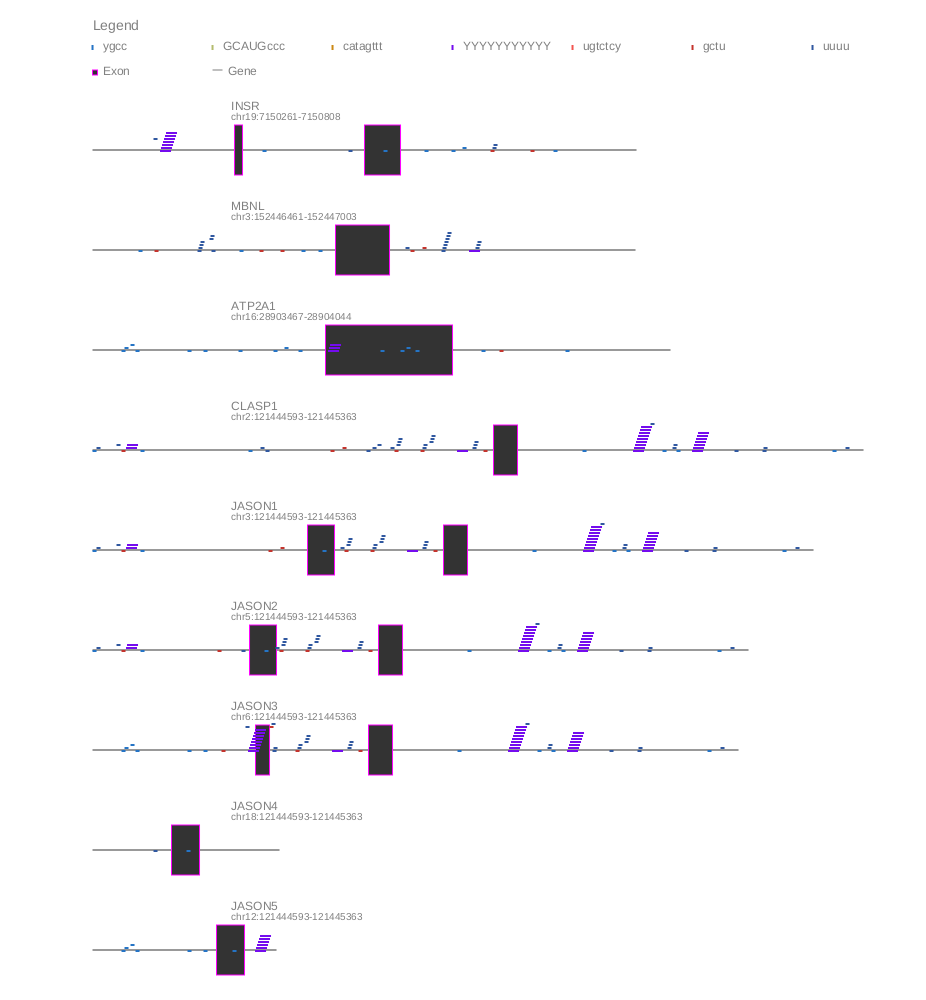 Legend
ygcc GCAUGccc catagttt YYYYYYYYYYY ugtctcy gctu uuuu
Exon Gene
INSR
chr19:7150261-7150808
MBNL
chr3:152446461-152447003
ATP2A1
chr16:28903467-28904044
CLASP1
chr2:121444593-121445363
JASON1
chr3:121444593-121445363
JASON2
chr5:121444593-121445363
JASON3
chr6:121444593-121445363
JASON4
chr18:121444593-121445363
JASON5
chr12:121444593-121445363